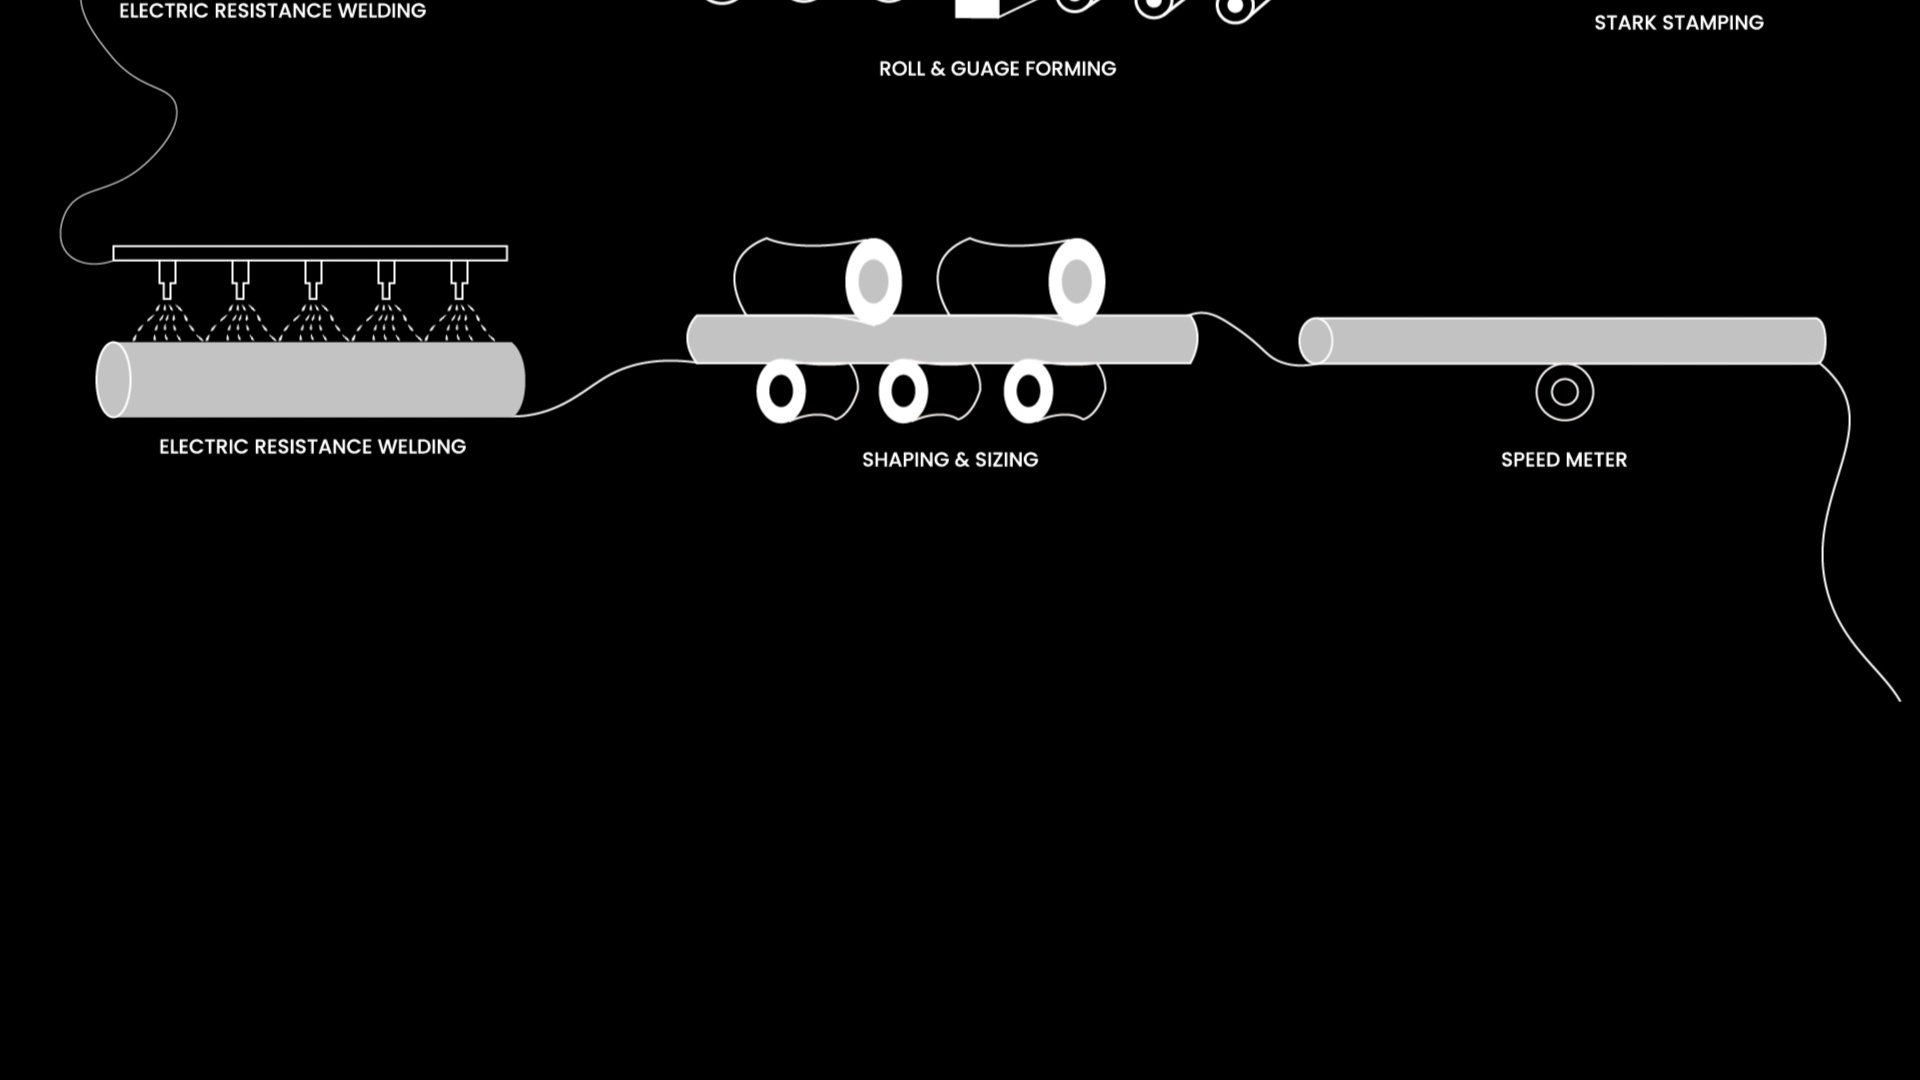 ELECTRIC RESISTANCE WELDING
STARK STAMPING
ROLL & GUAGE FORMING
ELECTRIC RESISTANCE WELDING
SHAPING & SIZING
SPEED METER